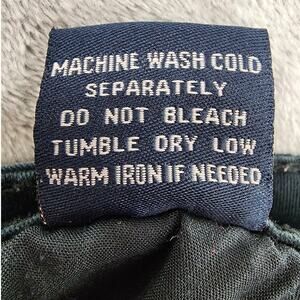 MACHINE WASH COLD
SEPARATELY
DO NOT BLEACH
TUMBLE DRY LOW
WARM IRON IF NEEDED